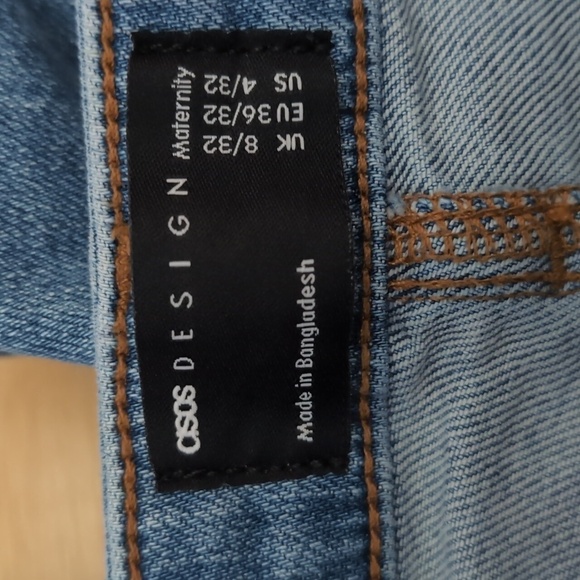 asos DESIGN Maternity
UK 8/32
EU 36/32
US 4/32
Made in Bangladesh